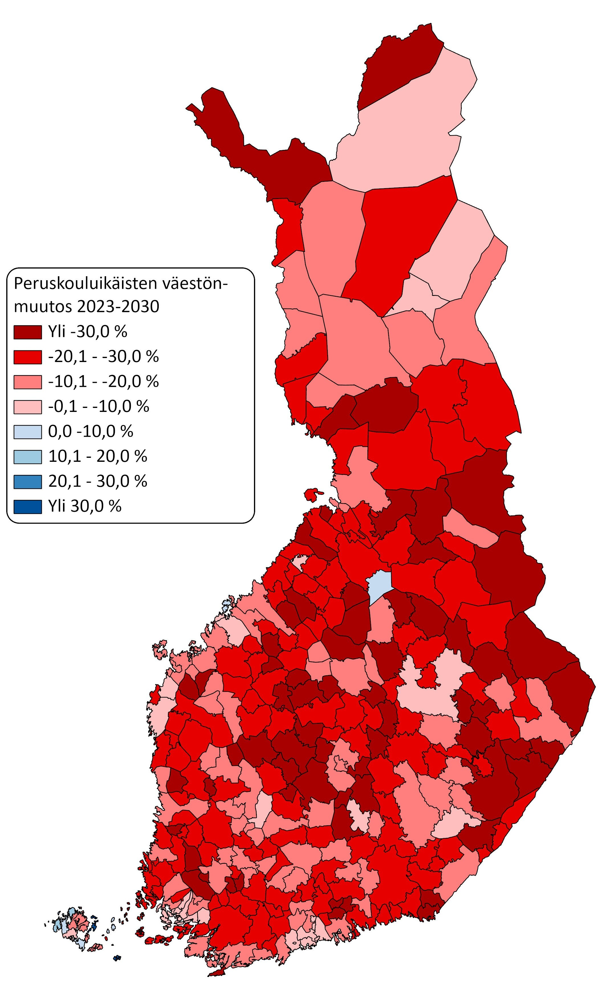 Peruskouluikäisten väestön-
muutos 2023-2030
Yli -30,0 %
-20,1 - -30,0 %
-10,1 - -20,0 %
-0,1 - -10,0 %
0,0 -10,0 %
10,1 - 20,0 %
20,1 - 30,0 %
Yli 30,0 %